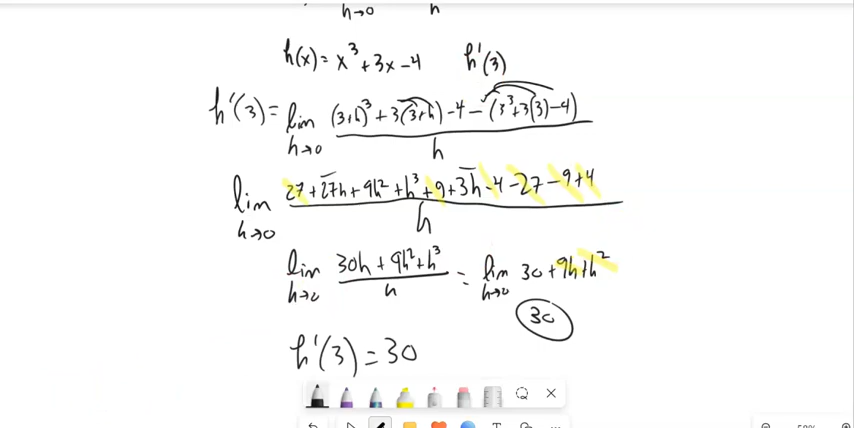 h→0 h
h(x) = x³ + 3x - 4 h'(3)
h'(3) = lim h→0 ((3+h)³ + 3(3+h) - 4 - (3³ + 3(3) - 4)) / h
lim h→0 (27 + 27h + 9h² + h³ + 9 + 3h - 4 - 27 - 9 + 4) / h
lim h→0 (30h + 9h² + h³) / h = lim h→0 30 + 9h + h²
30
h'(3) = 30